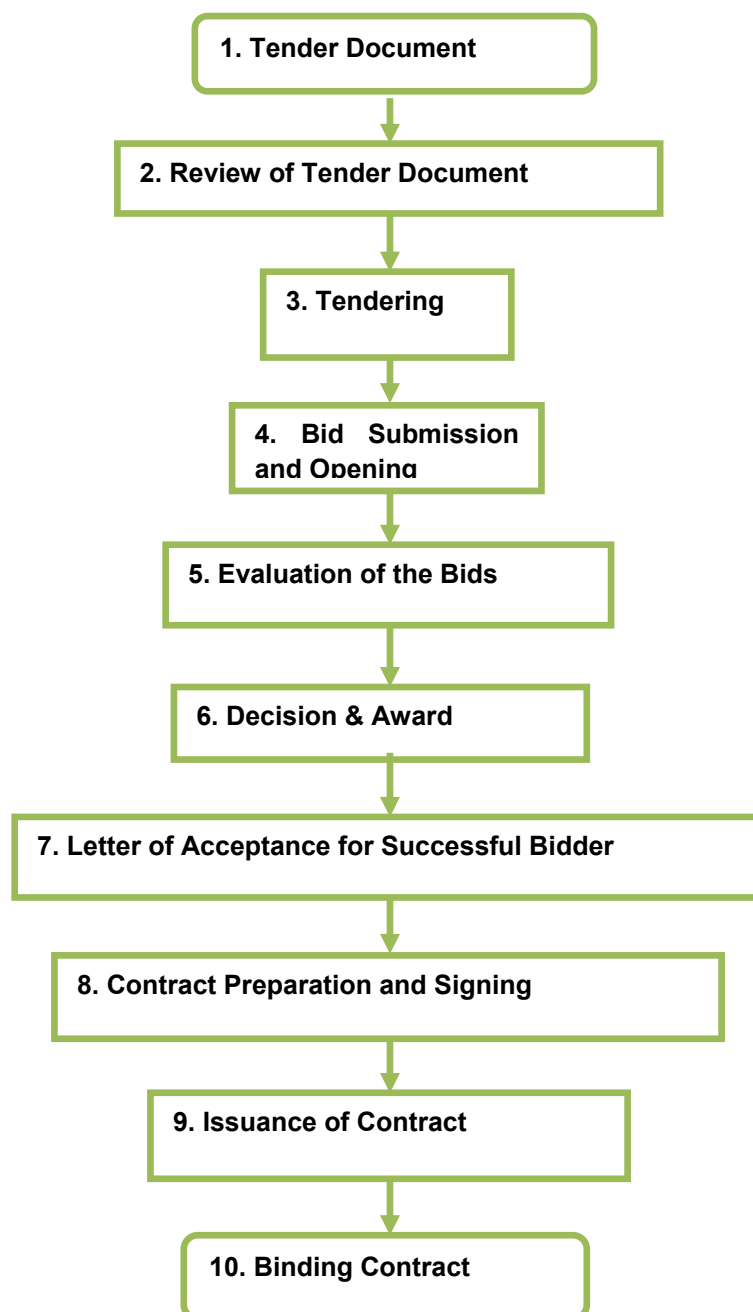 1. Tender Document
2. Review of Tender Document
3. Tendering
4. Bid Submission
and Opening
5. Evaluation of the Bids
6. Decision & Award
7. Letter of Acceptance for Successful Bidder
8. Contract Preparation and Signing
9. Issuance of Contract
10. Binding Contract